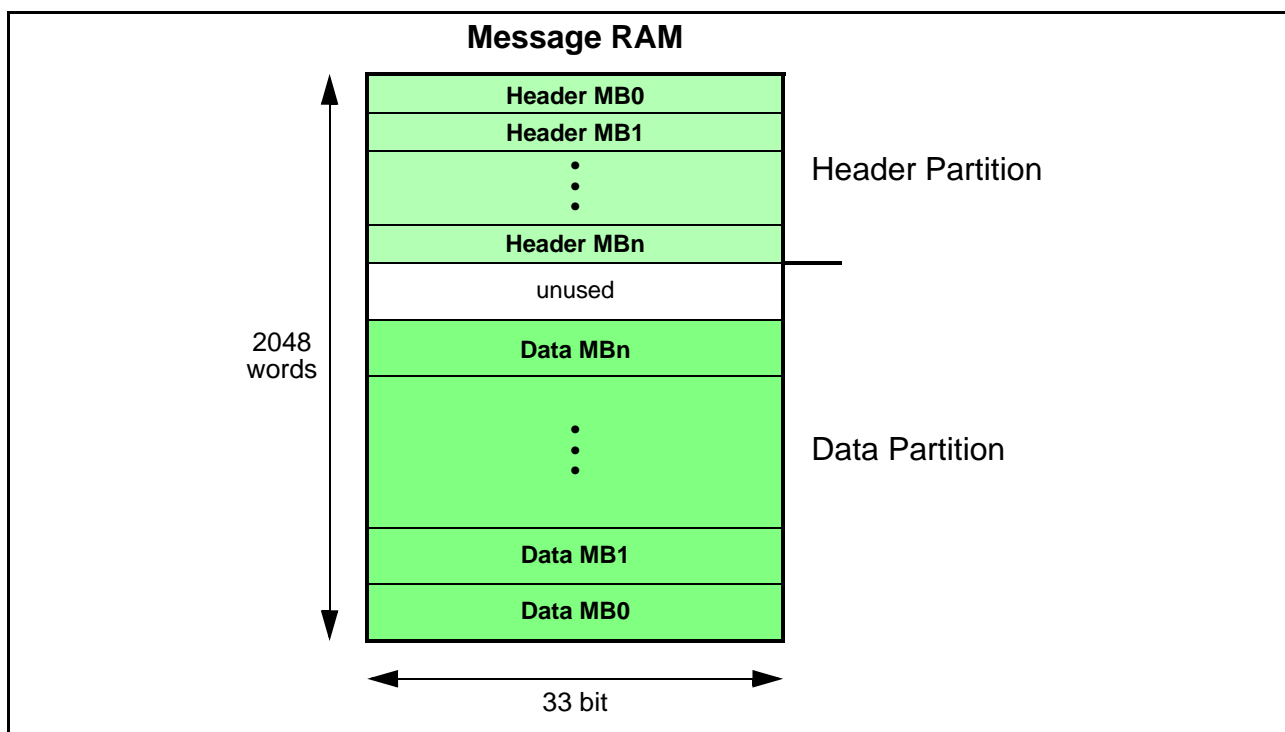 Message RAM
Header MB0
Header MB1
Header Partition
Header MBn
unused
2048
words
Data MBn
Data Partition
Data MB1
Data MB0
33 bit